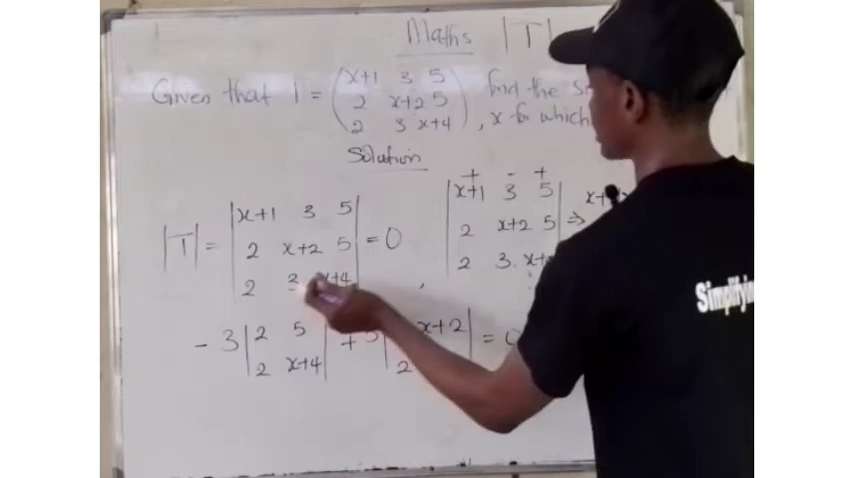 Maths |T|
Given that T = (x+1 3 5 find the
2 x+2 5
2 3 x+4) , x for which
Solution
+ - +
|T| = |x+1 3 5| = 0 |x+1 3 5| ⇒
2 x+2 5 2 x+2 5
2 3 x+4 , 2 3
- 3 |2 5| + 5 | x+2| = 0
2 x+4 2
Simplifyin